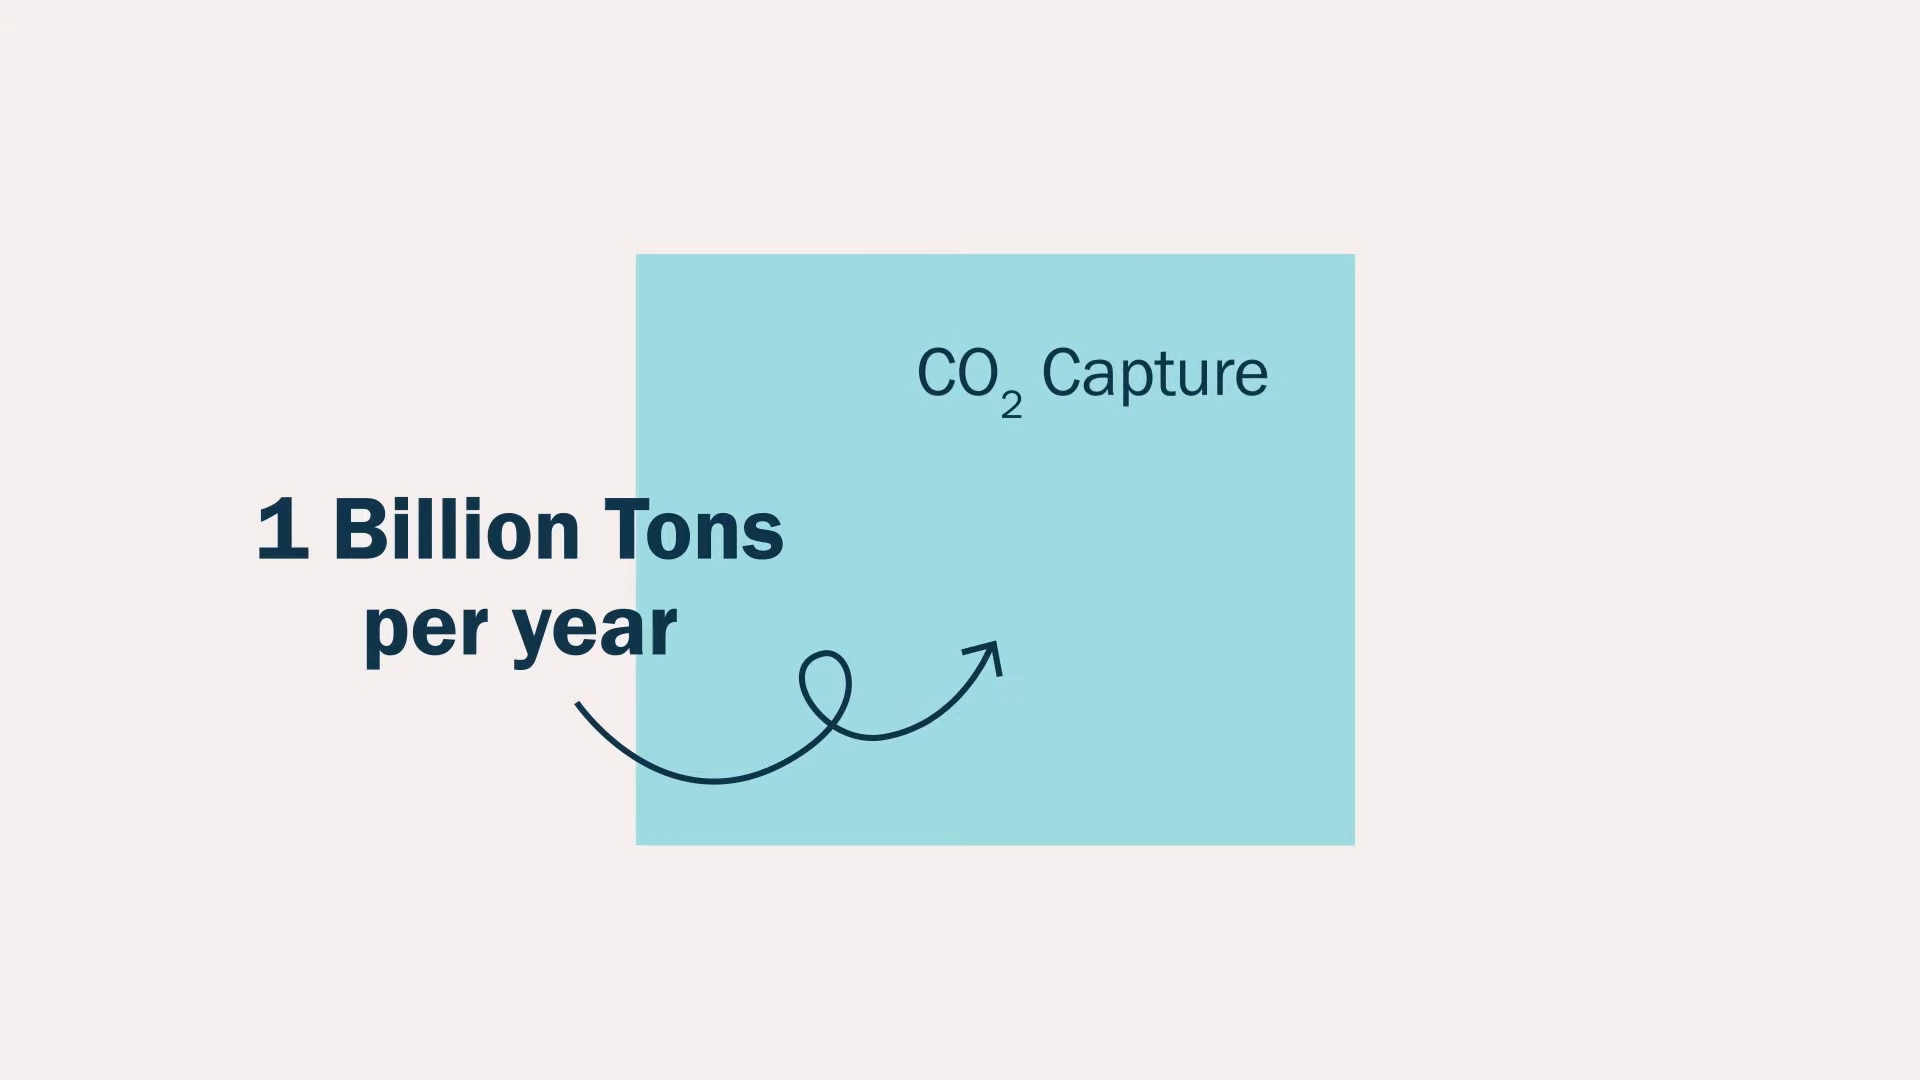 CO₂ Capture
1 Billion Tons
per year